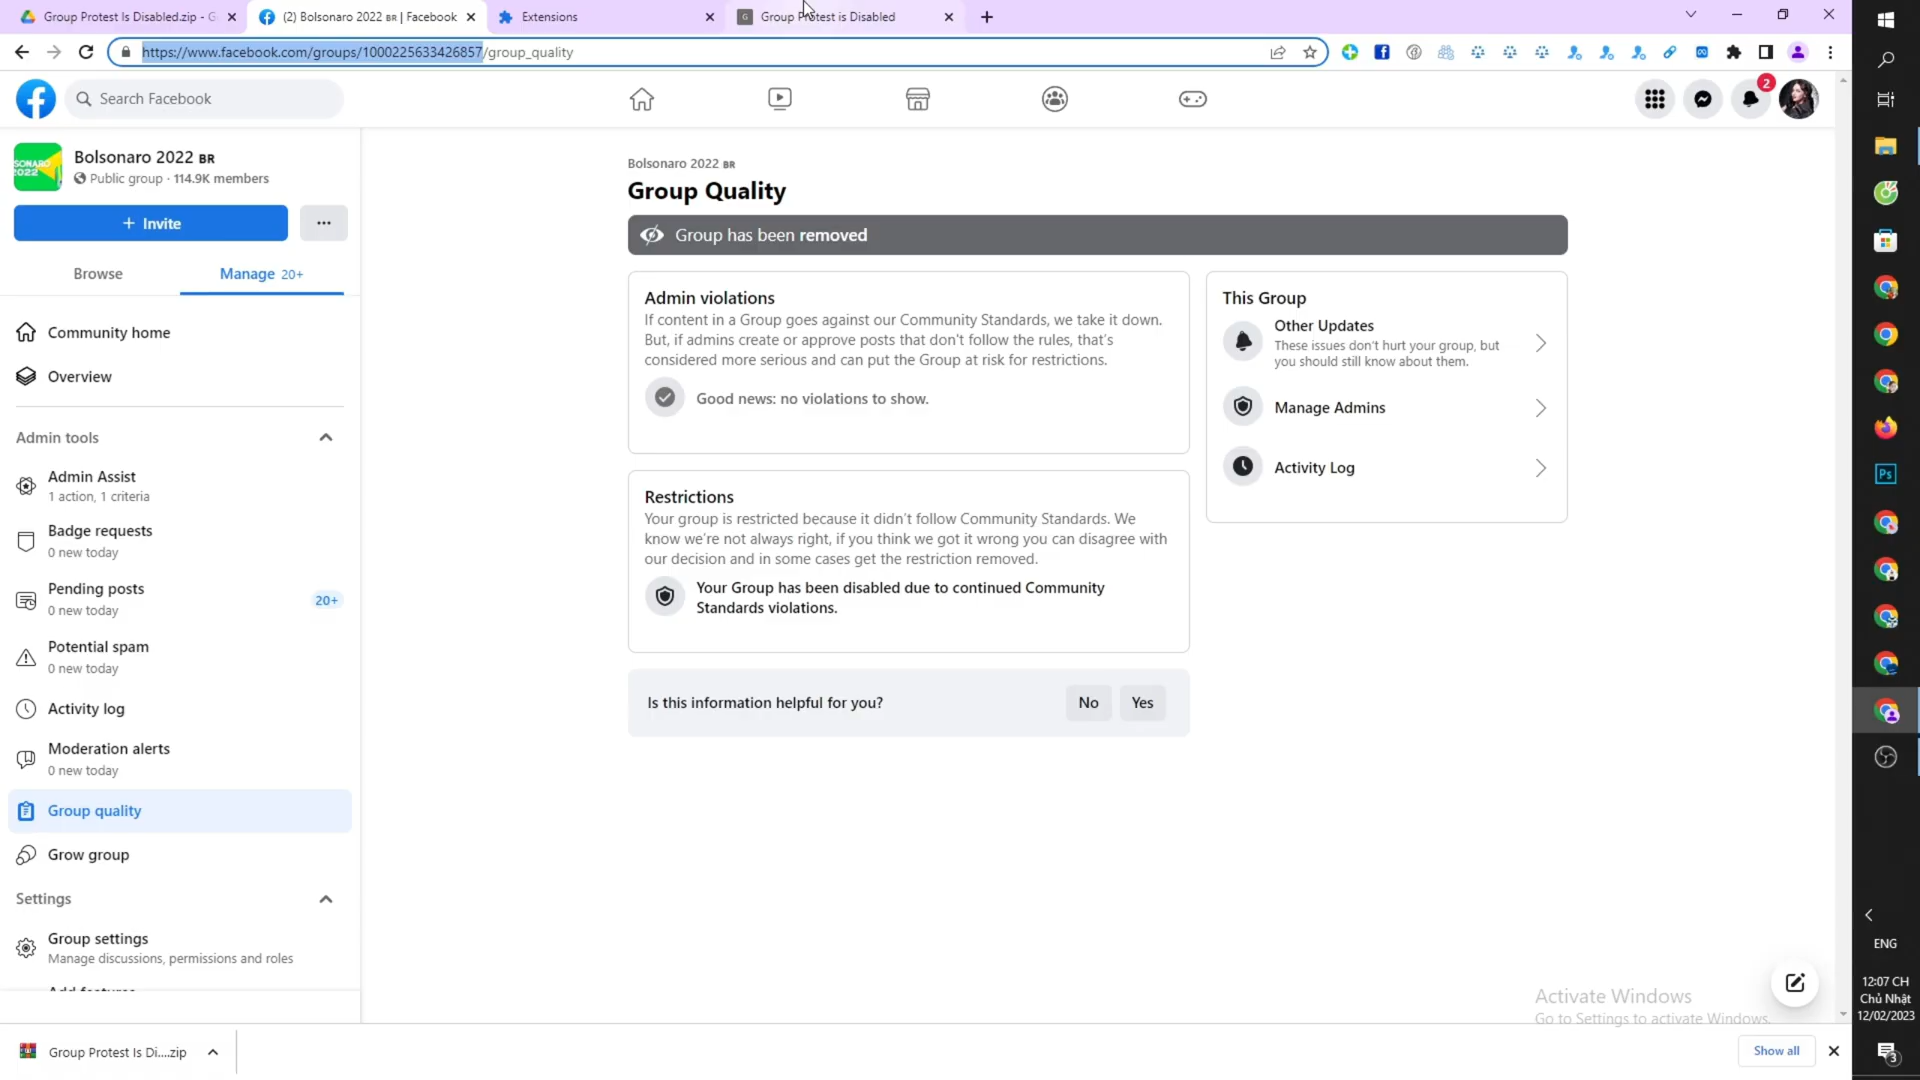 Group Protest Is Disabled.zip - G
(2) Bolsonaro 2022 🇧🇷 | Facebook
Extensions
Group Protest is Disabled
https://www.facebook.com/groups/1000225633426857/group_quality
Search Facebook
2
SONARO
2022
Bolsonaro 2022 BR
Public group · 114.9K members
+ Invite
Browse
Manage 20+
Community home
Overview
Admin tools
Admin Assist
1 action, 1 criteria
Badge requests
0 new today
Pending posts
0 new today
20+
Potential spam
0 new today
Activity log
Moderation alerts
0 new today
Group quality
Grow group
Settings
Group settings
Manage discussions, permissions and roles
Add features
Bolsonaro 2022 BR
Group Quality
Group has been removed
Admin violations
If content in a Group goes against our Community Standards, we take it down.
But, if admins create or approve posts that don't follow the rules, that's
considered more serious and can put the Group at risk for restrictions.
Good news: no violations to show.
Restrictions
Your group is restricted because it didn't follow Community Standards. We
know we're not always right, if you think we got it wrong you can disagree with
our decision and in some cases get the restriction removed.
Your Group has been disabled due to continued Community
Standards violations.
Is this information helpful for you?
No
Yes
This Group
Other Updates
These issues don't hurt your group, but
you should still know about them.
Manage Admins
Activity Log
Activate Windows
Go to Settings to activate Windows.
Group Protest Is Di....zip
Show all
Ps
ENG
12:07 CH
Chủ Nhật
12/02/2023
3